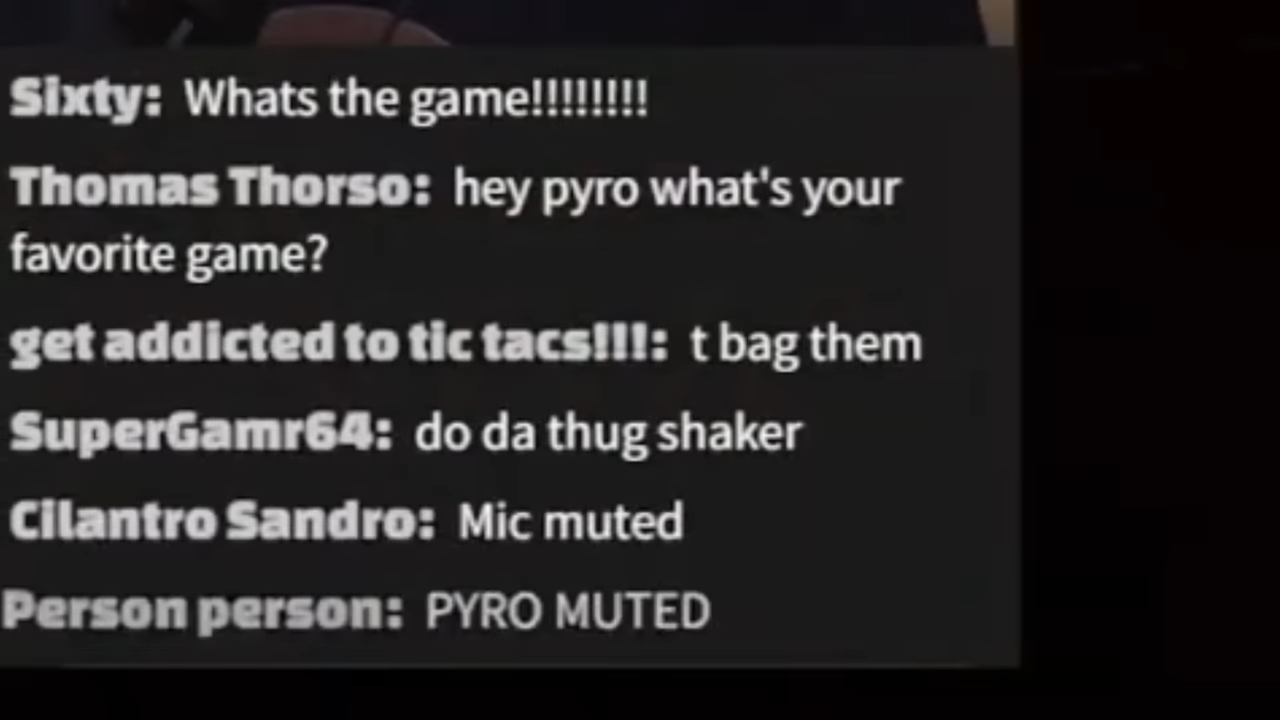 Sixty: Whats the game!!!!!!!!
Thomas Thorso: hey pyro what's your
favorite game?
get addicted to tic tacs!!!: t bag them
SuperGamr64: do da thug shaker
Cilantro Sandro: Mic muted
Person person: PYRO MUTED